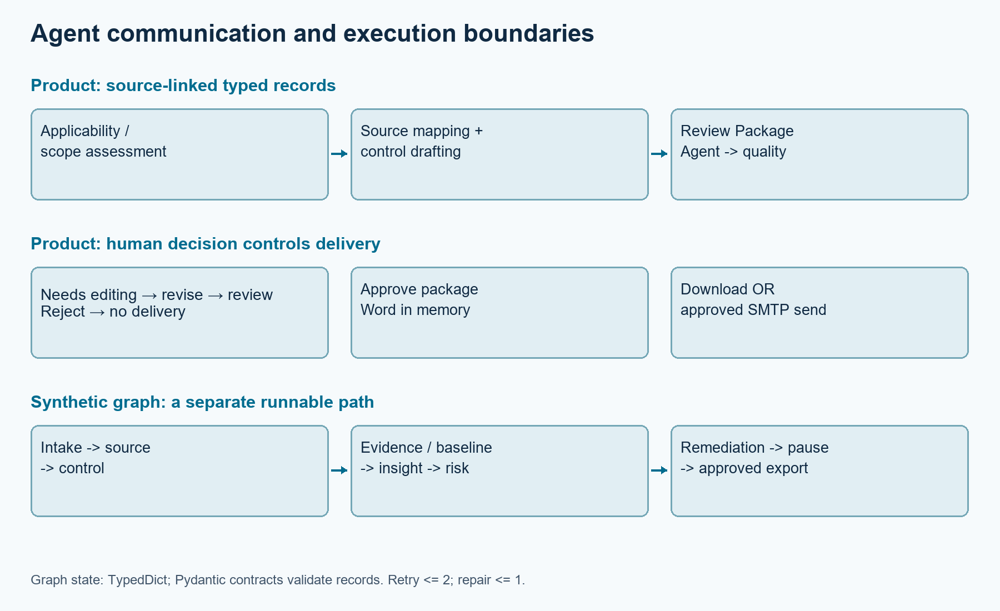 Agent communication and execution boundaries
Product: source-linked typed records
Applicability /
scope assessment
Source mapping +
control drafting
Review Package
Agent -> quality
Product: human decision controls delivery
Needs editing → revise → review
Reject → no delivery
Approve package
Word in memory
Download OR
approved SMTP send
Synthetic graph: a separate runnable path
Intake -> source
-> control
Evidence / baseline
-> insight -> risk
Remediation -> pause
-> approved export
Graph state: TypedDict; Pydantic contracts validate records. Retry <= 2; repair <= 1.